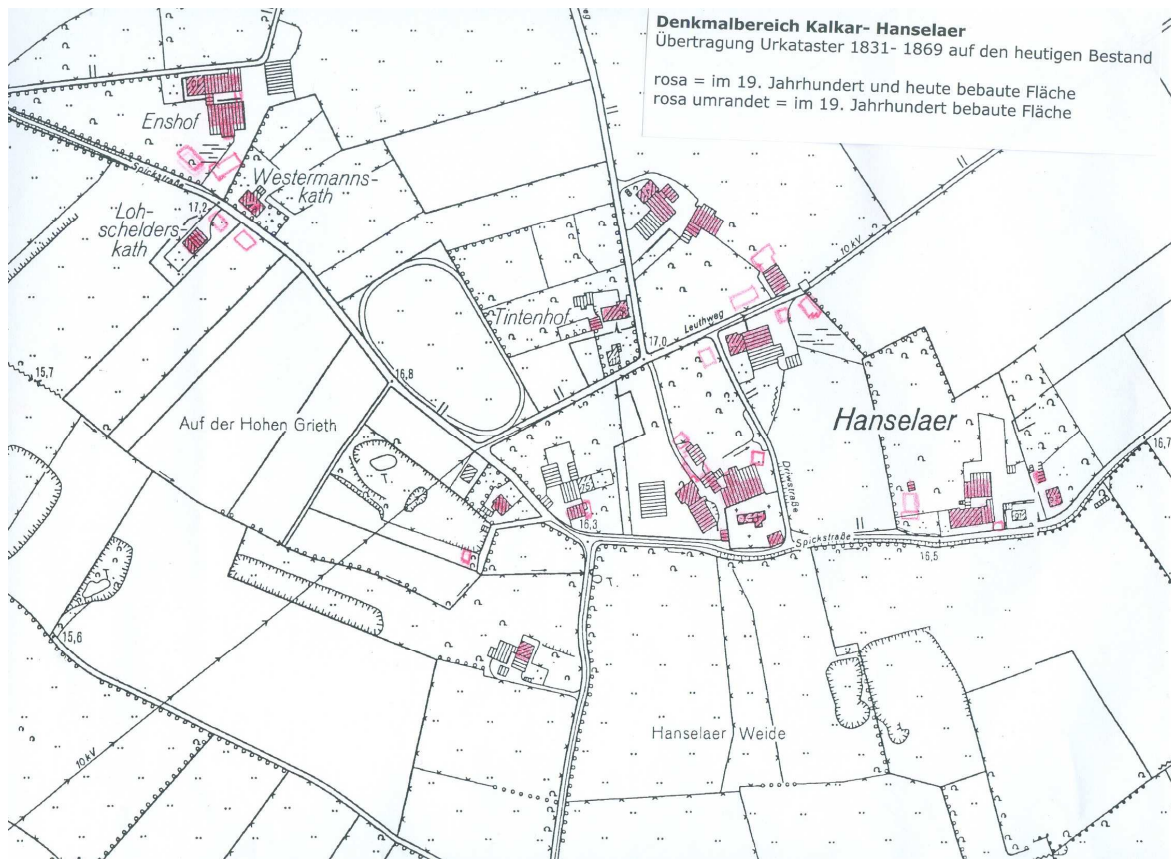 Denkmalbereich Kalkar- Hanselaer
Übertragung Urkataster 1831- 1869 auf den heutigen Bestand
rosa = im 19. Jahrhundert und heute bebaute Fläche
rosa umrandet = im 19. Jahrhundert bebaute Fläche
Enshof
Spickstraße
Westermanns-
kath
17,2
Loh-
schelders-
kath
10 kV
Tintenhof
Leuthweg
17,0
15,7
16,8
Auf der Hohen Grieth
Hanselaer
16,7
Driwstraße
16,3
Spickstraße
16,5
T.
T.
15,6
Hanselaer Weide
10 kV